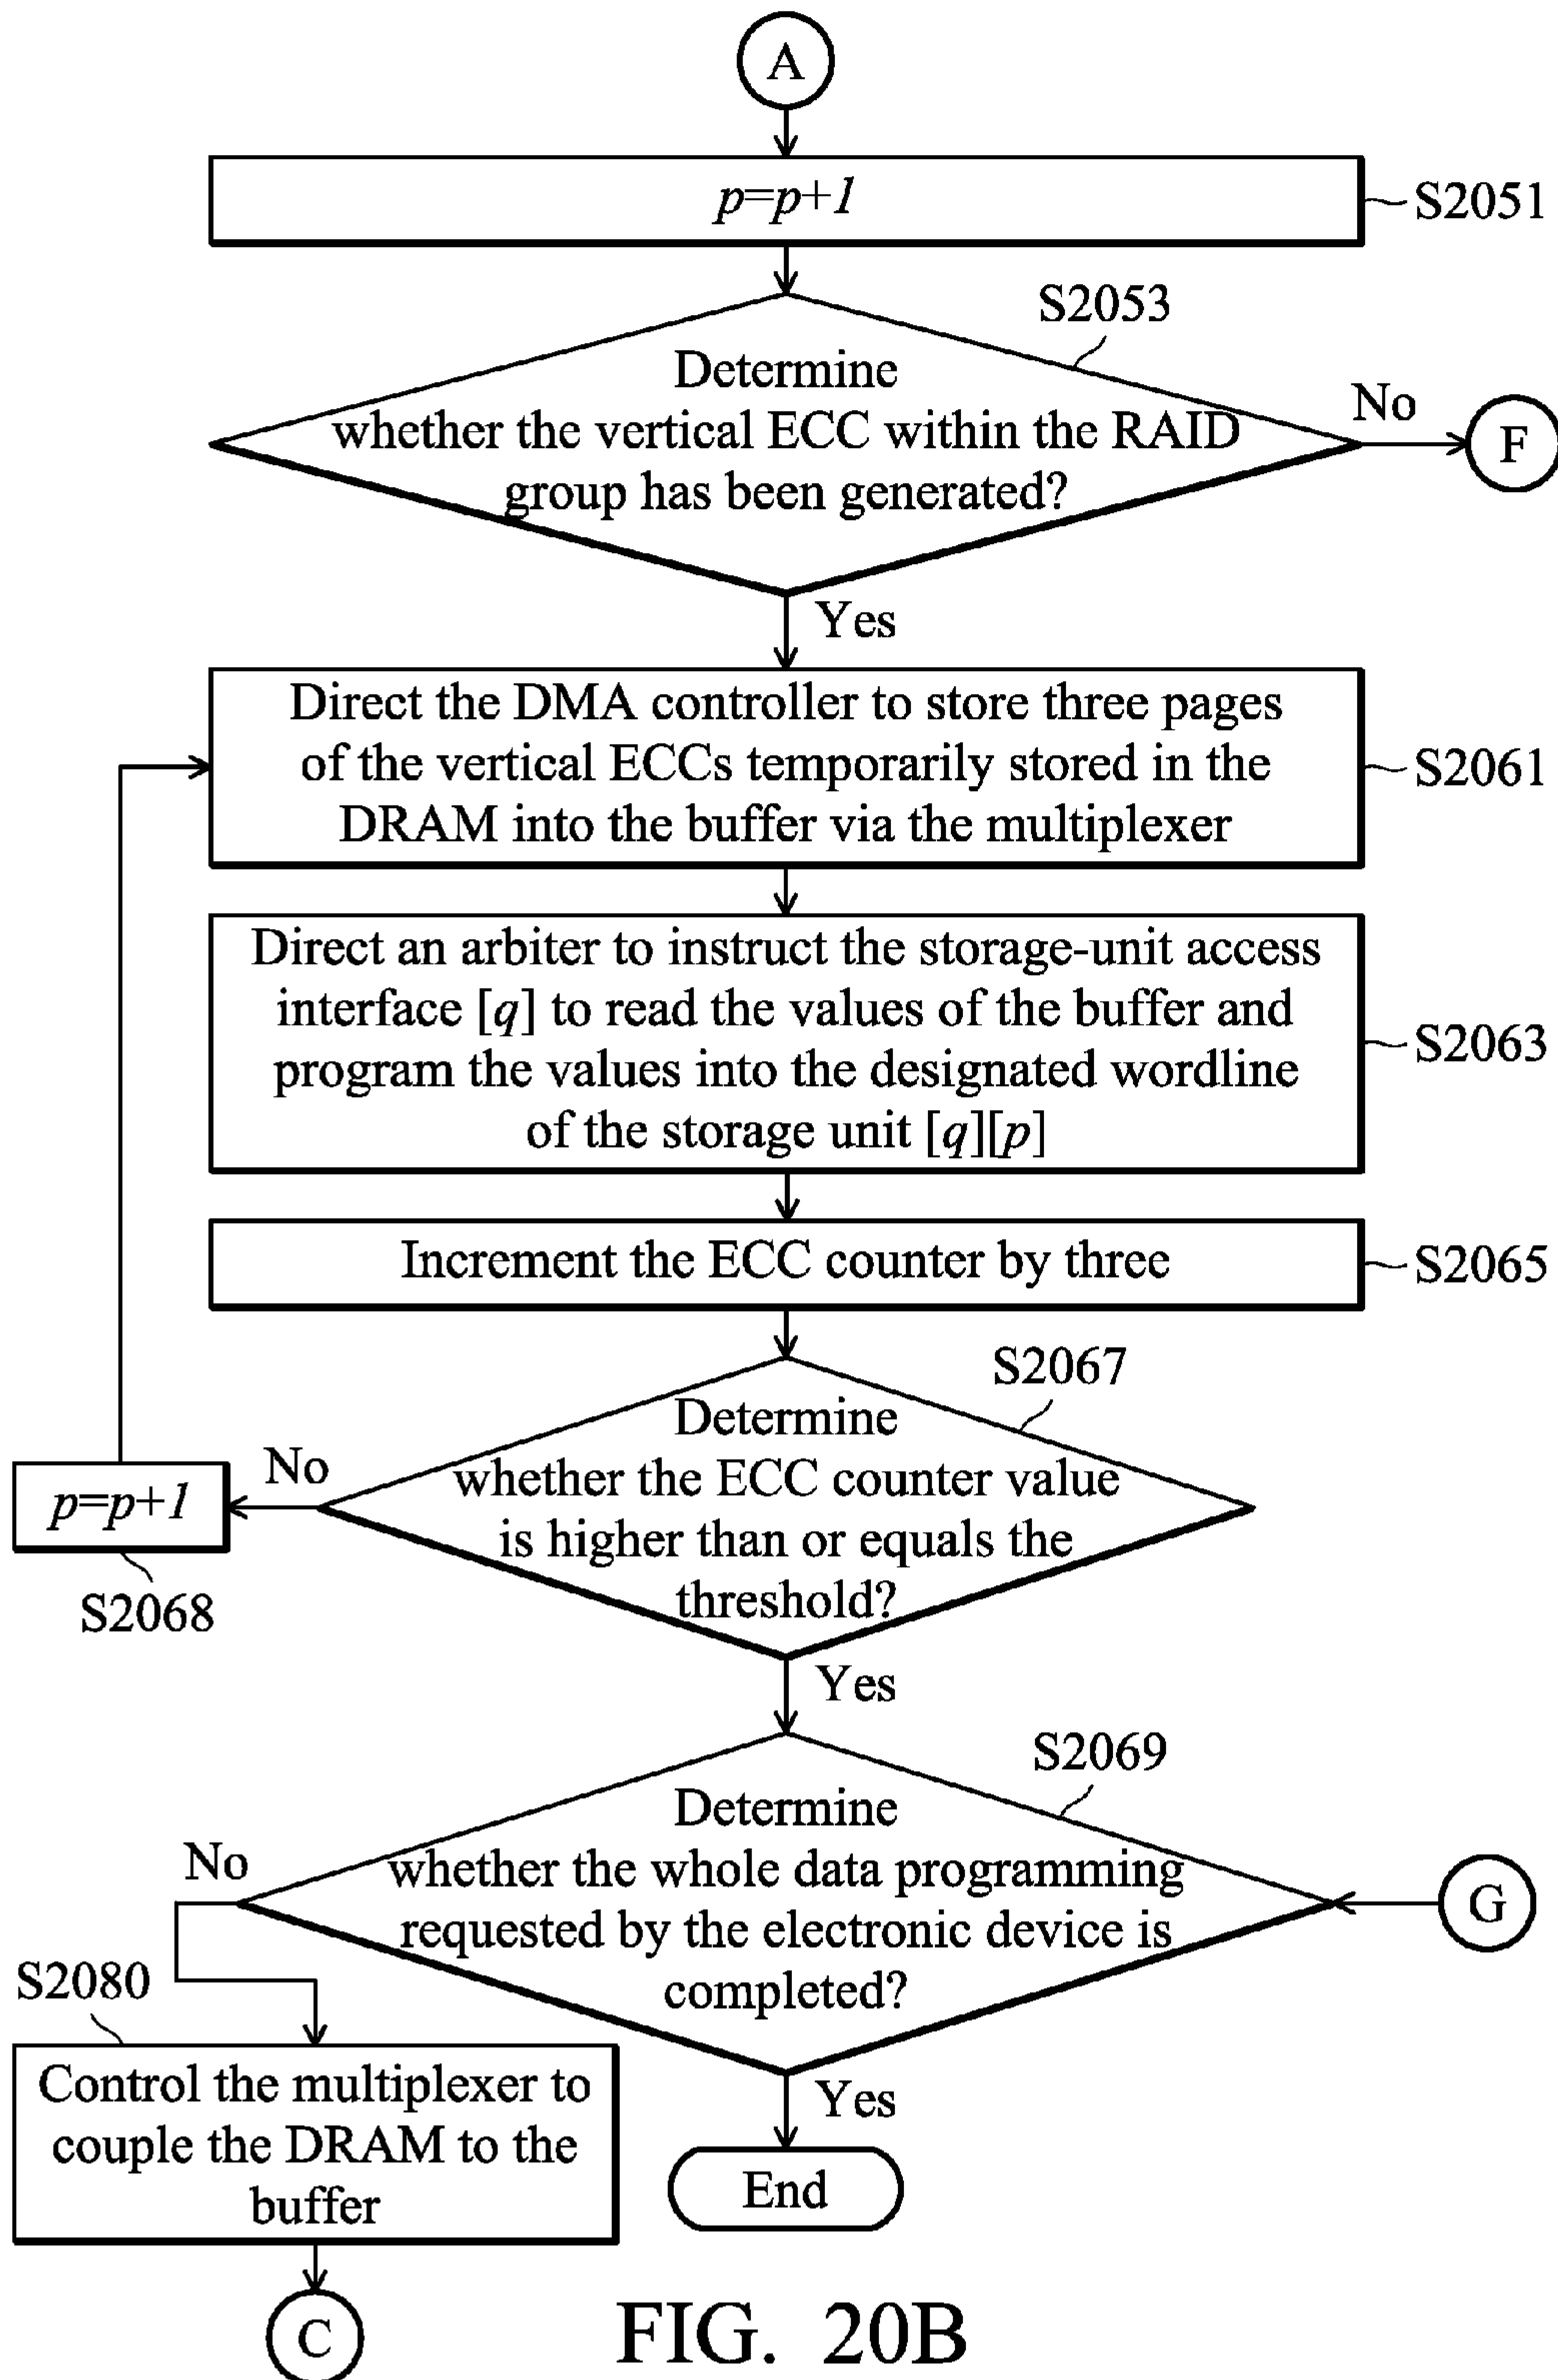 A
p=p+1
S2051
S2053
Determine
whether the vertical ECC within the RAID
group has been generated?
No
F
Yes
Direct the DMA controller to store three pages
of the vertical ECCs temporarily stored in the
DRAM into the buffer via the multiplexer
S2061
Direct an arbiter to instruct the storage-unit access
interface [q] to read the values of the buffer and
program the values into the designated wordline
of the storage unit [q][p]
S2063
Increment the ECC counter by three
S2065
S2067
Determine
whether the ECC counter value
is higher than or equals the
threshold?
No
p=p+1
S2068
Yes
S2069
Determine
whether the whole data programming
requested by the electronic device is
completed?
G
No
S2080
Control the multiplexer to
couple the DRAM to the
buffer
Yes
End
C
FIG. 20B